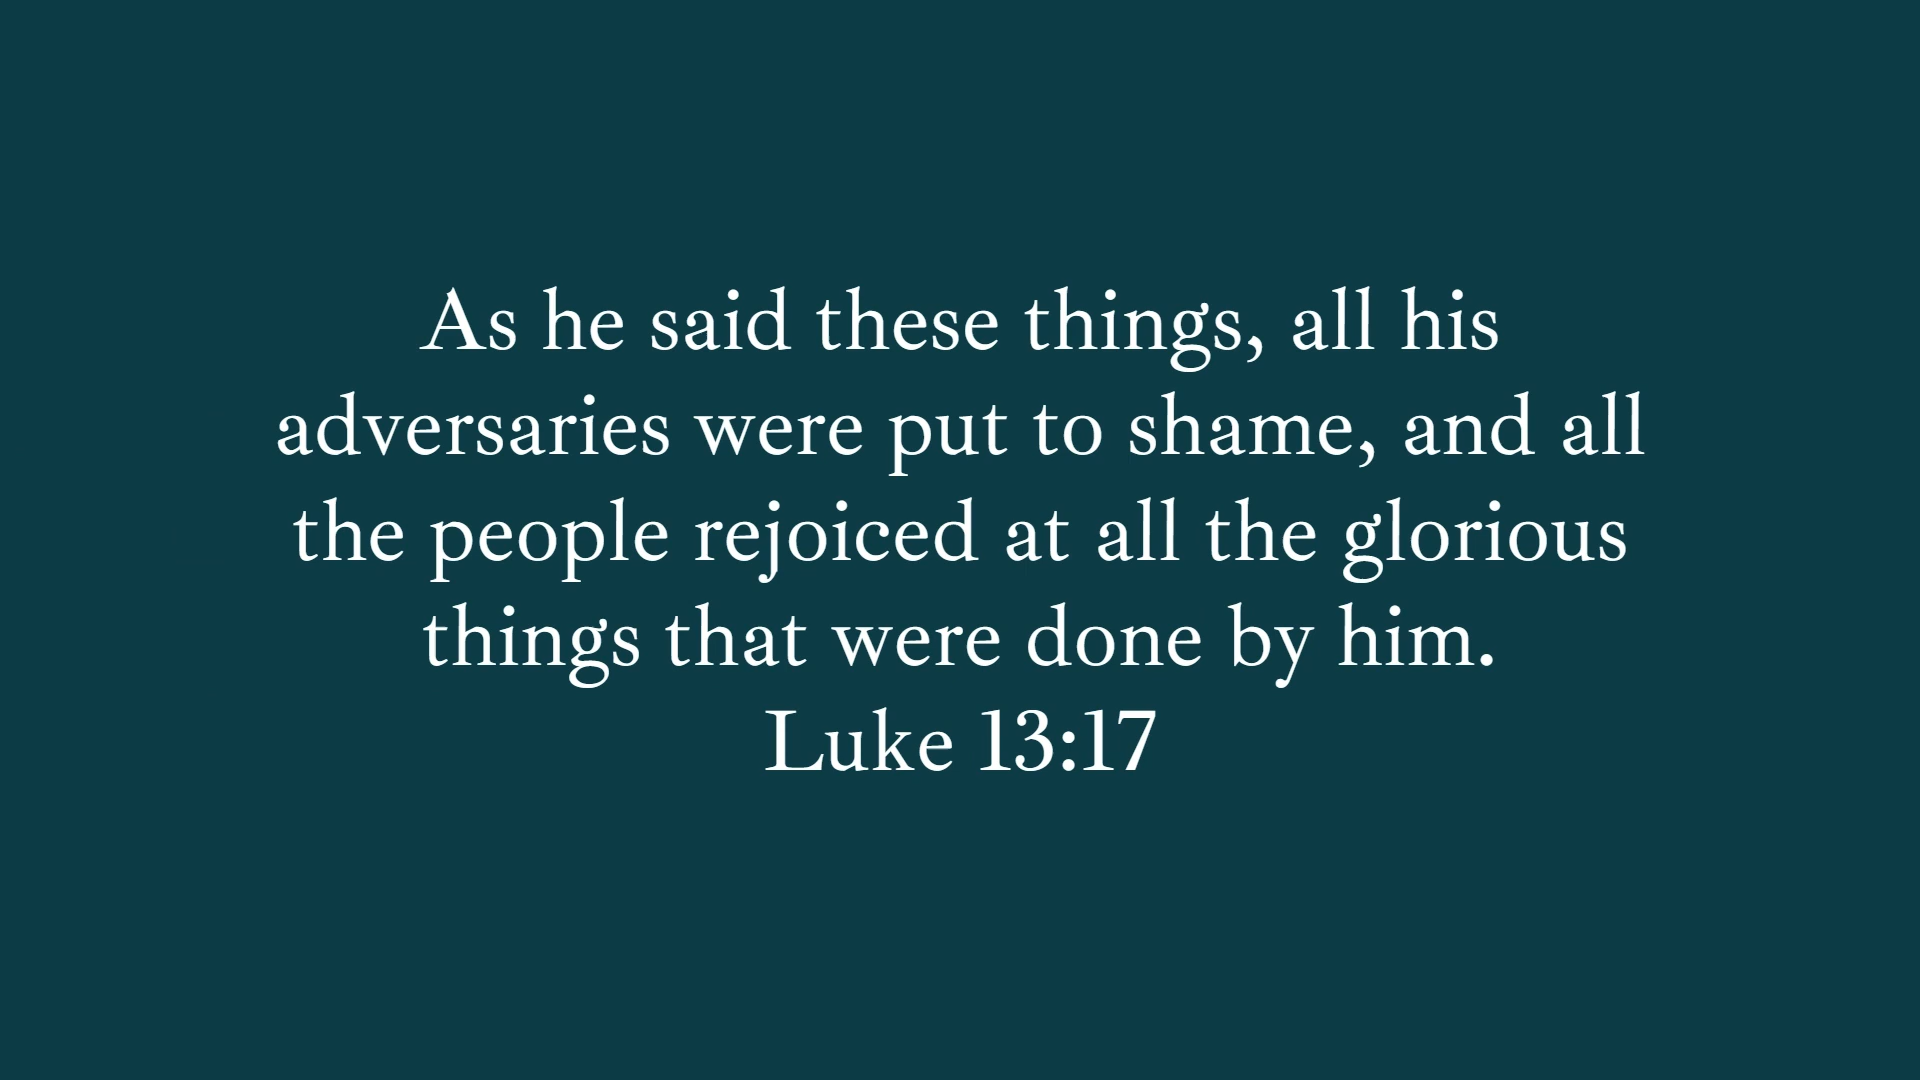 As he said these things, all his
adversaries were put to shame, and all
the people rejoiced at all the glorious
things that were done by him.
Luke 13:17